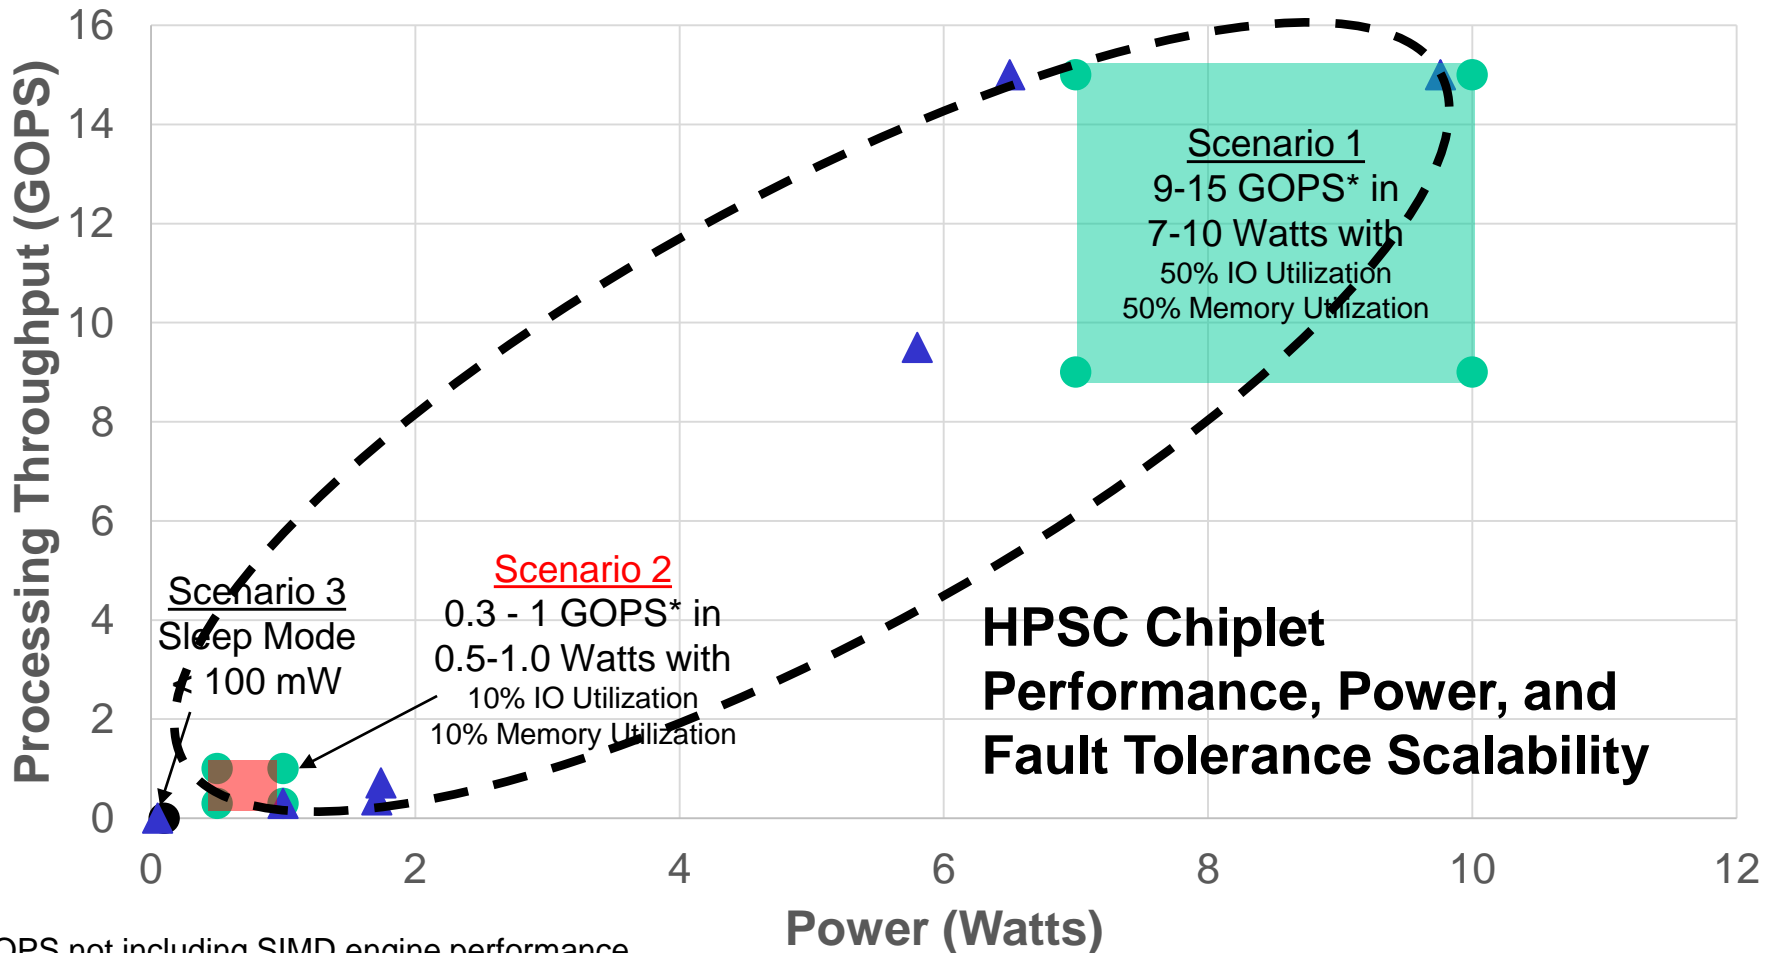 16
14
12
10
8
6
4
2
0
Processing Throughput (GOPS)
Scenario 1
9-15 GOPS* in
7-10 Watts with
50% IO Utilization
50% Memory Utilization
Scenario 2
0.3 - 1 GOPS* in
0.5-1.0 Watts with
10% IO Utilization
10% Memory Utilization
Scenario 3
Sleep Mode
100 mW
HPSC Chiplet
Performance, Power, and
Fault Tolerance Scalability
0 2 4 6 8 10 12
Power (Watts)
not including SIMD engine performance